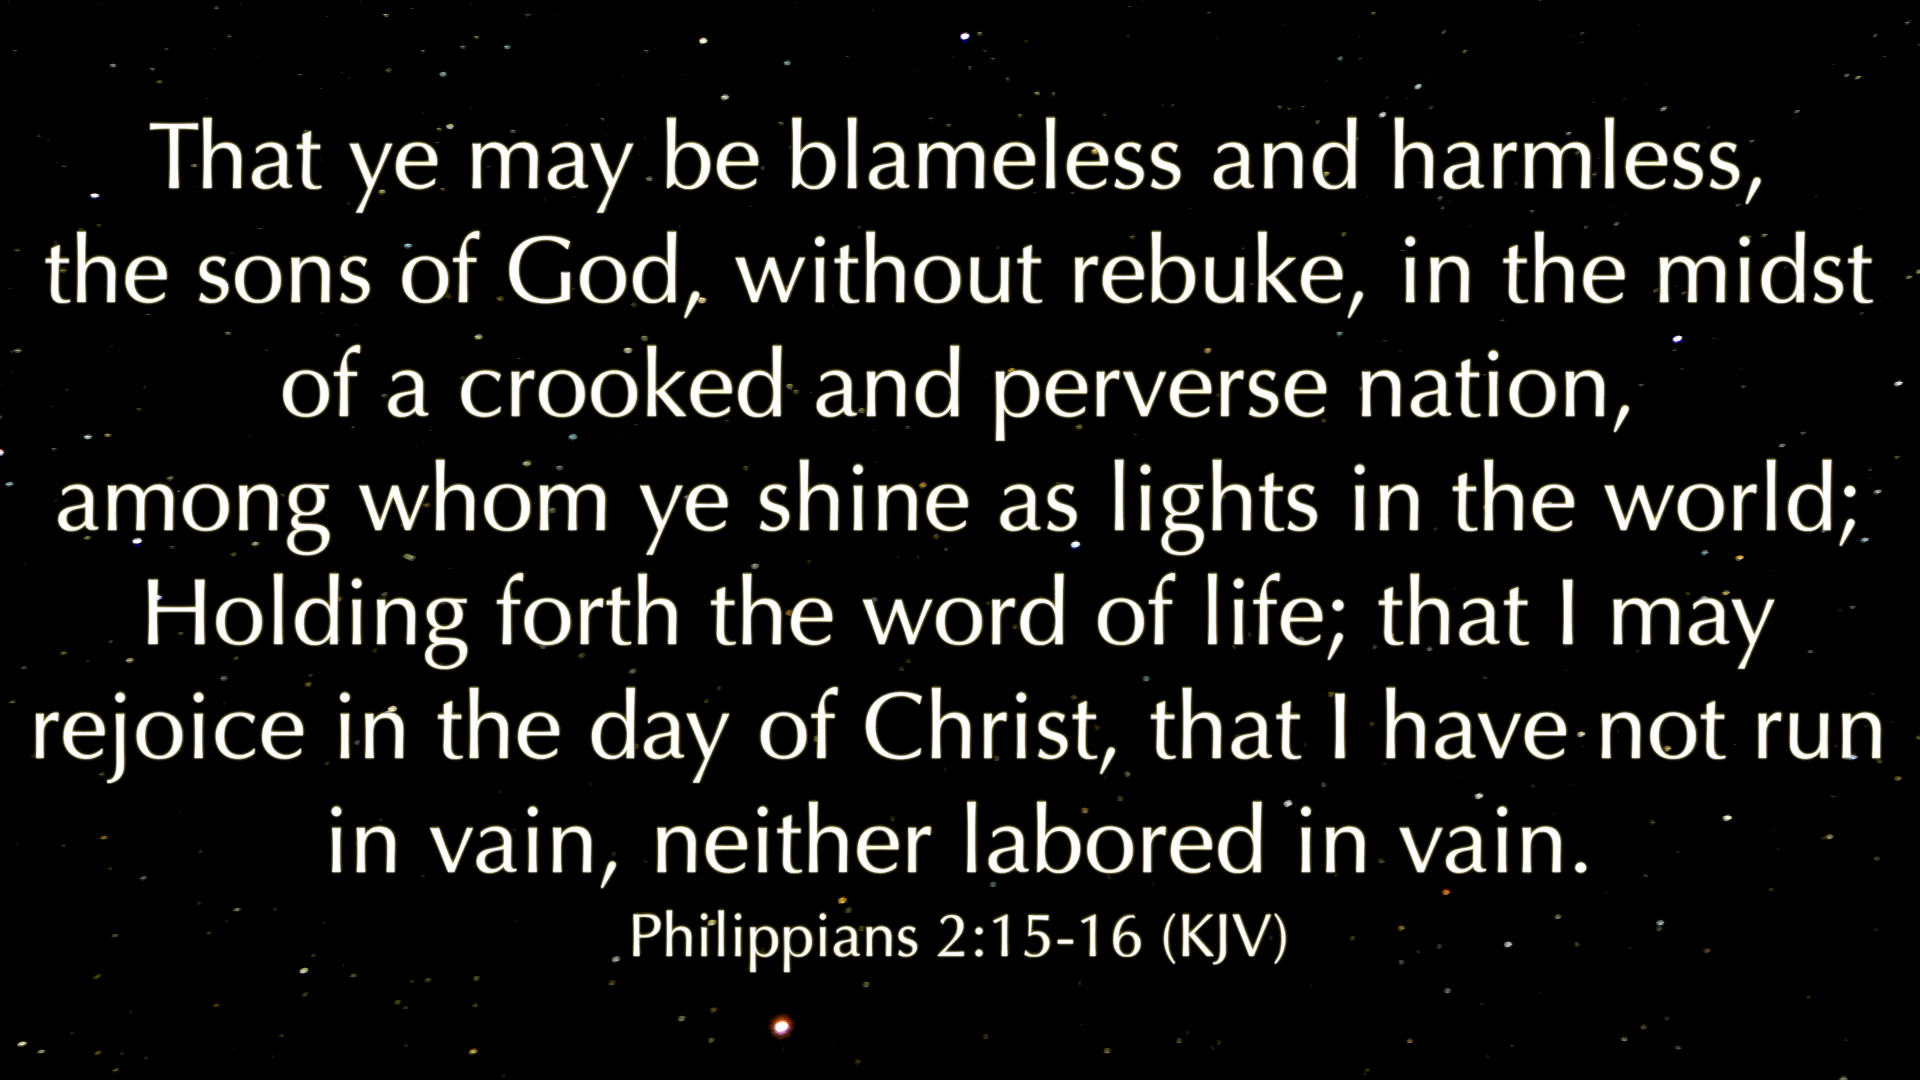 That ye may be blameless and harmless,
the sons of God, without rebuke, in the midst
of a crooked and perverse nation,
among whom ye shine as lights in the world;
Holding forth the word of life; that I may
rejoice in the day of Christ, that I have not run
in vain, neither labored in vain.
Philippians 2:15-16 (KJV)